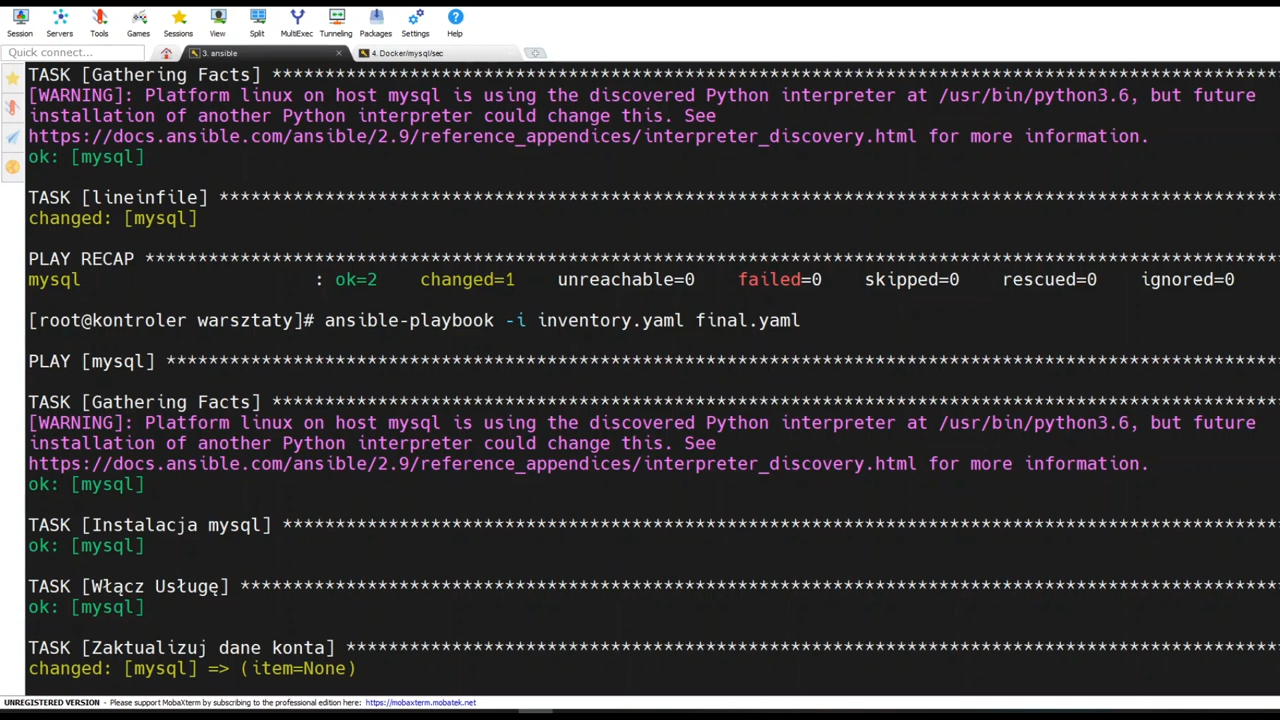 Session Servers Tools Games Sessions View Split MultiExec Tunneling Packages Settings Help
Quick connect... 3. ansible 4. Docker/mysql/sec
TASK [Gathering Facts] ************************************************************************************************
[WARNING]: Platform linux on host mysql is using the discovered Python interpreter at /usr/bin/python3.6, but future
installation of another Python interpreter could change this. See
https://docs.ansible.com/ansible/2.9/reference_appendices/interpreter_discovery.html for more information.
ok: [mysql]
TASK [lineinfile] *****************************************************************************************************
changed: [mysql]
PLAY RECAP ************************************************************************************************************
mysql : ok=2 changed=1 unreachable=0 failed=0 skipped=0 rescued=0 ignored=0
[root@kontroler warsztaty]# ansible-playbook -i inventory.yaml final.yaml
PLAY [mysql] **********************************************************************************************************
TASK [Gathering Facts] ************************************************************************************************
[WARNING]: Platform linux on host mysql is using the discovered Python interpreter at /usr/bin/python3.6, but future
installation of another Python interpreter could change this. See
https://docs.ansible.com/ansible/2.9/reference_appendices/interpreter_discovery.html for more information.
ok: [mysql]
TASK [Instalacja mysql] ***********************************************************************************************
ok: [mysql]
TASK [Włącz Usługę] ***************************************************************************************************
ok: [mysql]
TASK [Zaktualizuj dane konta] *****************************************************************************************
changed: [mysql] => (item=None)
UNREGISTERED VERSION - Please support MobaXterm by subscribing to the professional edition here: https://mobaxterm.mobatek.net